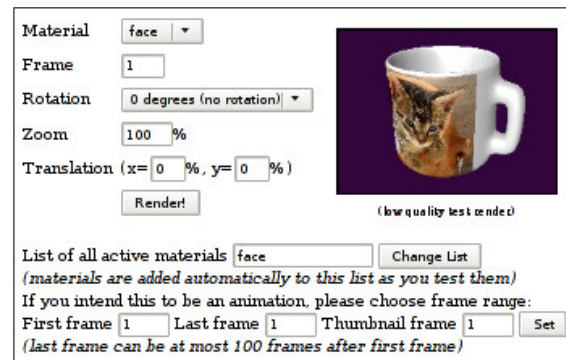 Material face
Frame 1
Rotation 0 degrees (no rotation)
Zoom 100 %
Translation (x= 0 %, y= 0 %)
Render!
(low quality test render)
List of all active materials face Change List
(materials are added automatically to this list as you test them)
If you intend this to be an animation, please choose frame range:
First frame 1 Last frame 1 Thumbnail frame 1 Set
(last frame can be at most 100 frames after first frame)